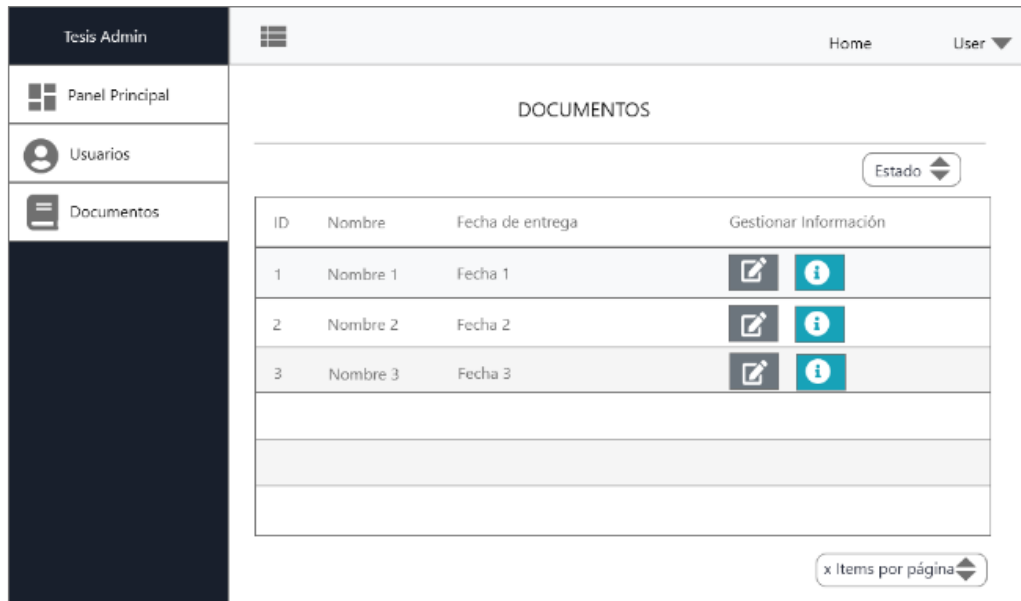 Tesis Admin
Home User
Panel Principal
Usuarios
Documentos
DOCUMENTOS
Estado
ID Nombre Fecha de entrega Gestionar Información
1 Nombre 1 Fecha 1
2 Nombre 2 Fecha 2
3 Nombre 3 Fecha 3
x Items por página